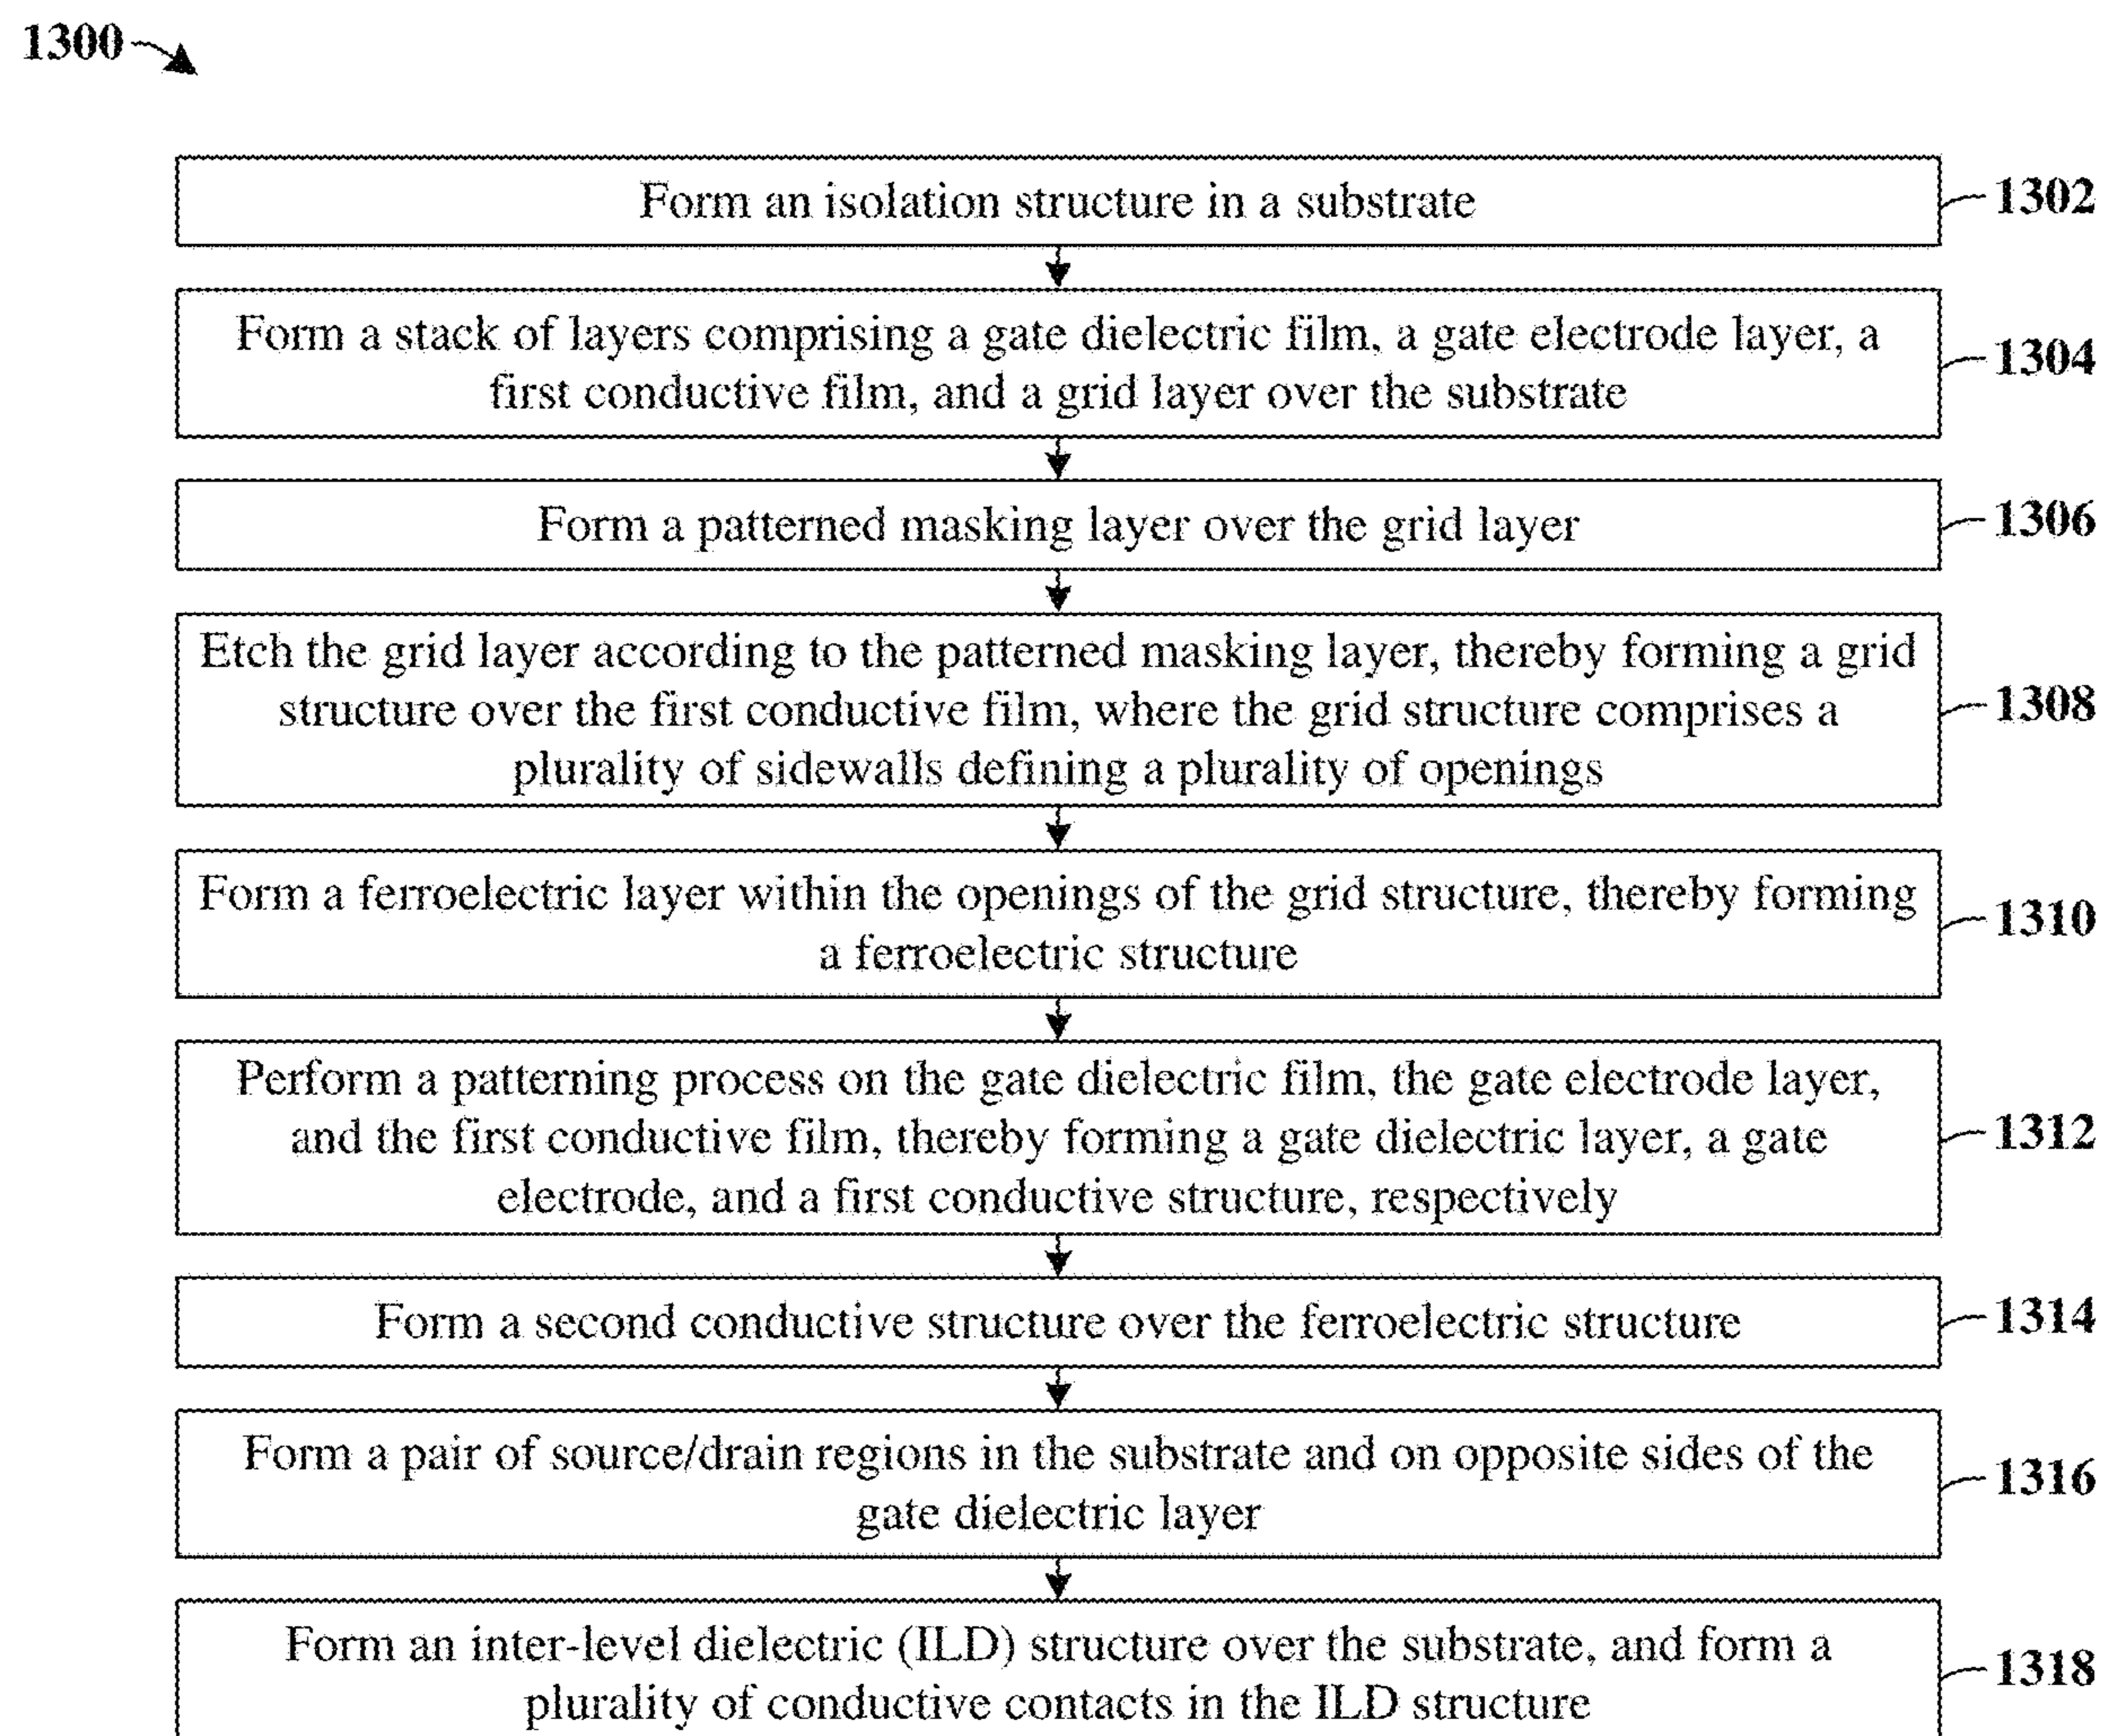 1300
Form an isolation structure in a substrate
1302
Form a stack of layers comprising a gate dielectric film, a gate electrode layer, a
first conductive film, and a grid layer over the substrate
1304
Form a patterned masking layer over the grid layer
1306
Etch the grid layer according to the patterned masking layer, thereby forming a grid
structure over the first conductive film, where the grid structure comprises a
plurality of sidewalls defining a plurality of openings
1308
Form a ferroelectric layer within the openings of the grid structure, thereby forming
a ferroelectric structure
1310
Perform a patterning process on the gate dielectric film, the gate electrode layer,
and the first conductive film, thereby forming a gate dielectric layer, a gate
electrode, and a first conductive structure, respectively
1312
Form a second conductive structure over the ferroelectric structure
1314
Form a pair of source/drain regions in the substrate and on opposite sides of the
gate dielectric layer
1316
Form an inter-level dielectric (ILD) structure over the substrate, and form a
plurality of conductive contacts in the ILD structure
1318